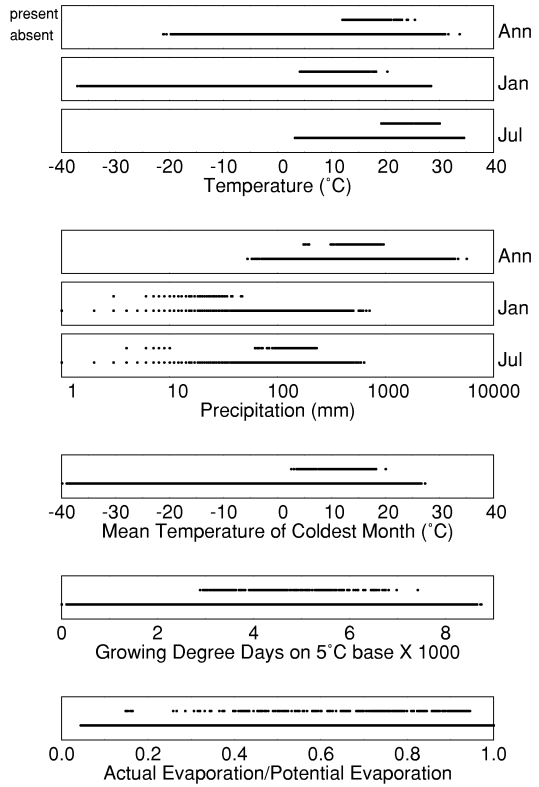 present
absent
Ann
Jan
Jul
-40 -30 -20 -10 0 10 20 30 40
Temperature (˚C)
Ann
Jan
Jul
1 10 100 1000 10000
Precipitation (mm)
-40 -30 -20 -10 0 10 20 30 40
Mean Temperature of Coldest Month (˚C)
0 2 4 6 8
Growing Degree Days on 5˚C base X 1000
0.0 0.2 0.4 0.6 0.8 1.0
Actual Evaporation/Potential Evaporation